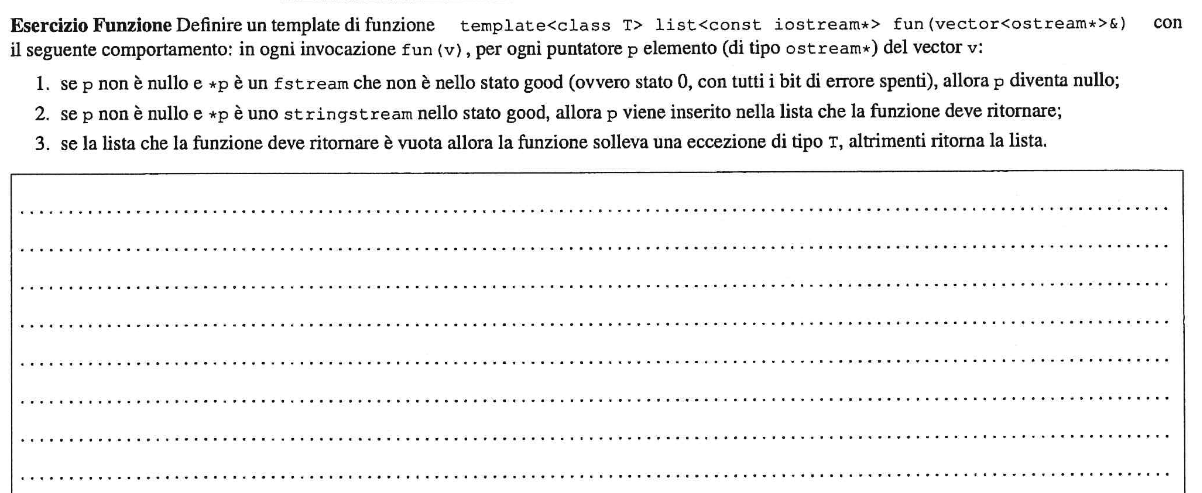 Esercizio Funzione Definire un template di funzione template<class T> list<const iostream*> fun(vector<ostream*>&) con
il seguente comportamento: in ogni invocazione fun(v), per ogni puntatore p elemento (di tipo ostream*) del vector v:
1. se p non è nullo e *p è un fstream che non è nello stato good (ovvero stato 0, con tutti i bit di errore spenti), allora p diventa nullo;
2. se p non è nullo e *p è uno stringstream nello stato good, allora p viene inserito nella lista che la funzione deve ritornare;
3. se la lista che la funzione deve ritornare è vuota allora la funzione solleva una eccezione di tipo T, altrimenti ritorna la lista.